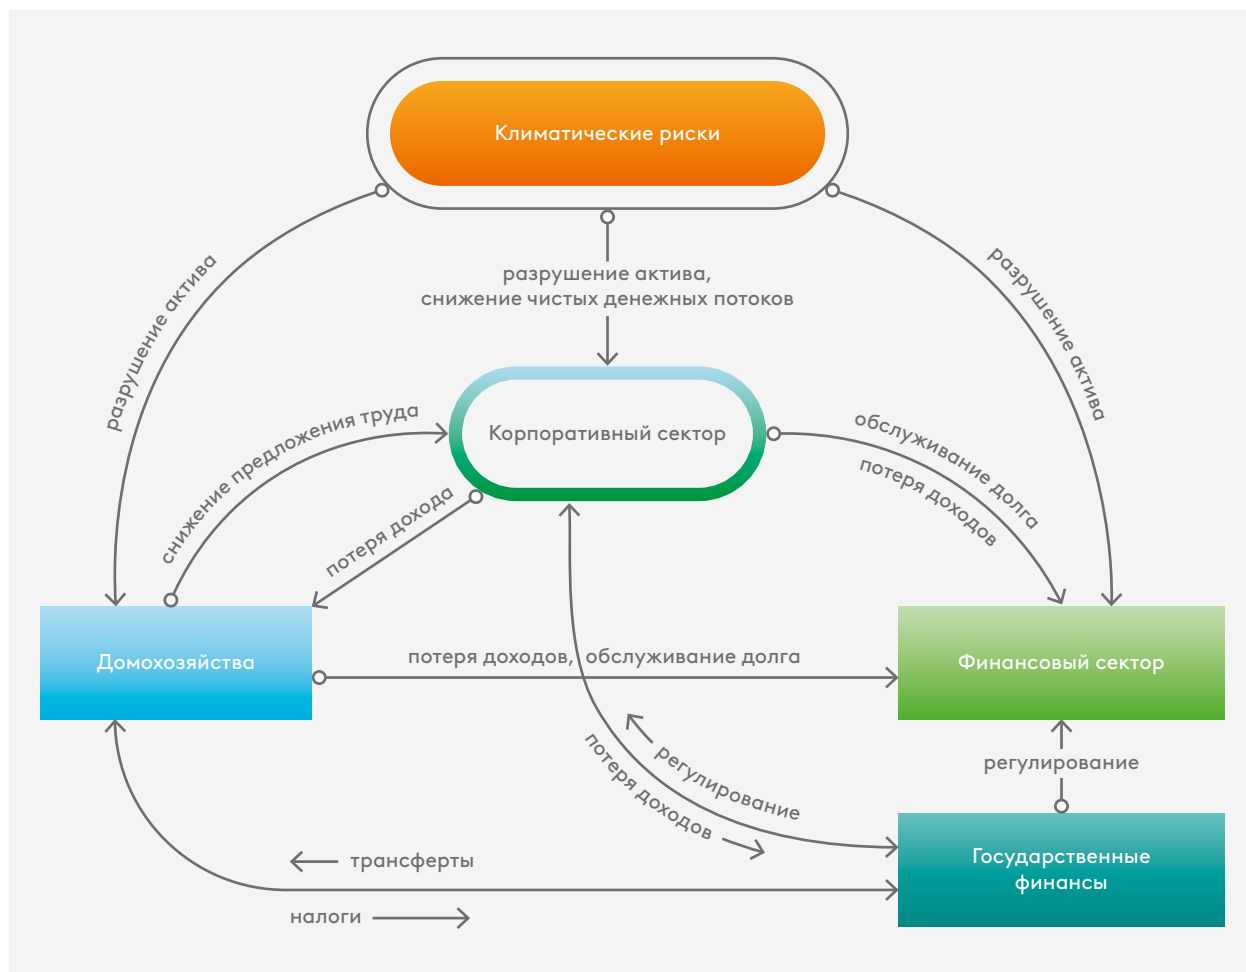 Климатические риски
разрушение актива
разрушение актива,
снижение чистых денежных потоков
разрушение актива
снижение предложения труда
Корпоративный сектор
обслуживание долга
потеря доходов
потеря дохода
Домохозяйства
потеря доходов, обслуживание долга
Финансовый сектор
регулирование
потеря доходов
регулирование
Государственные
финансы
трансферты
налоги